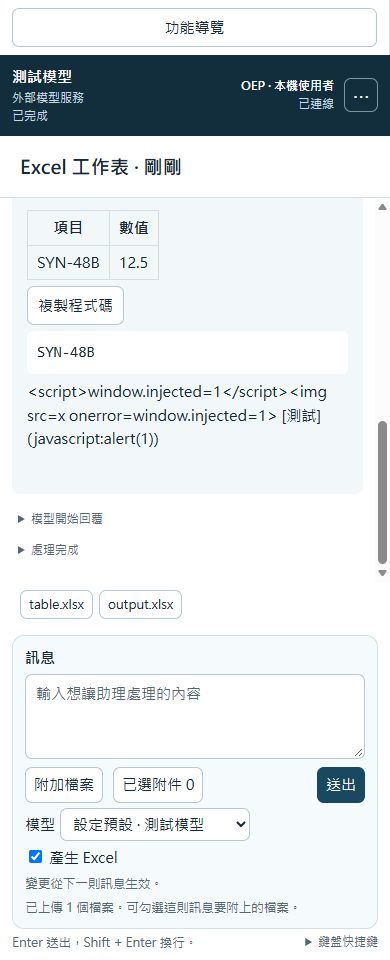 功能導覽
測試模型
外部模型服務
已完成
OEP · 本機使用者
已連線
...
Excel 工作表 · 剛剛
項目 數值
SYN-48B 12.5
複製程式碼
SYN-48B
<script>window.injected=1</script><img
src=x onerror=window.injected=1> [測試]
(javascript:alert(1))
模型開始回覆
處理完成
table.xlsx output.xlsx
訊息
輸入想讓助理處理的內容
附加檔案 已選附件 0 送出
模型 設定預設 · 測試模型
產生 Excel
變更從下一則訊息生效。
已上傳 1 個檔案。可勾選這則訊息要附上的檔案。
Enter 送出，Shift + Enter 換行。 鍵盤快捷鍵